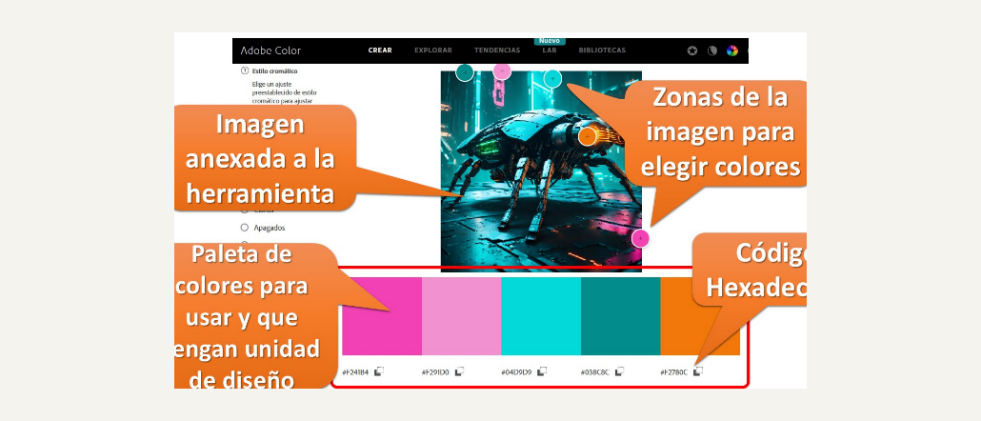 Adobe Color
CREAR EXPLORAR TENDENCIAS Nuevo LAB BIBLIOTECAS
Estilo cromático
Elige un ajuste
preestablecido de estilo
cromático para ajustar
Imagen
anexada a la
herramienta
Zonas de la
imagen para
elegir colores
Apagados
Paleta de
colores para
usar y que
engan unidad
de diseño
Códig
Hexadec
#F241B4 #F291D0 #04D9D9 #038C8C #F2780C